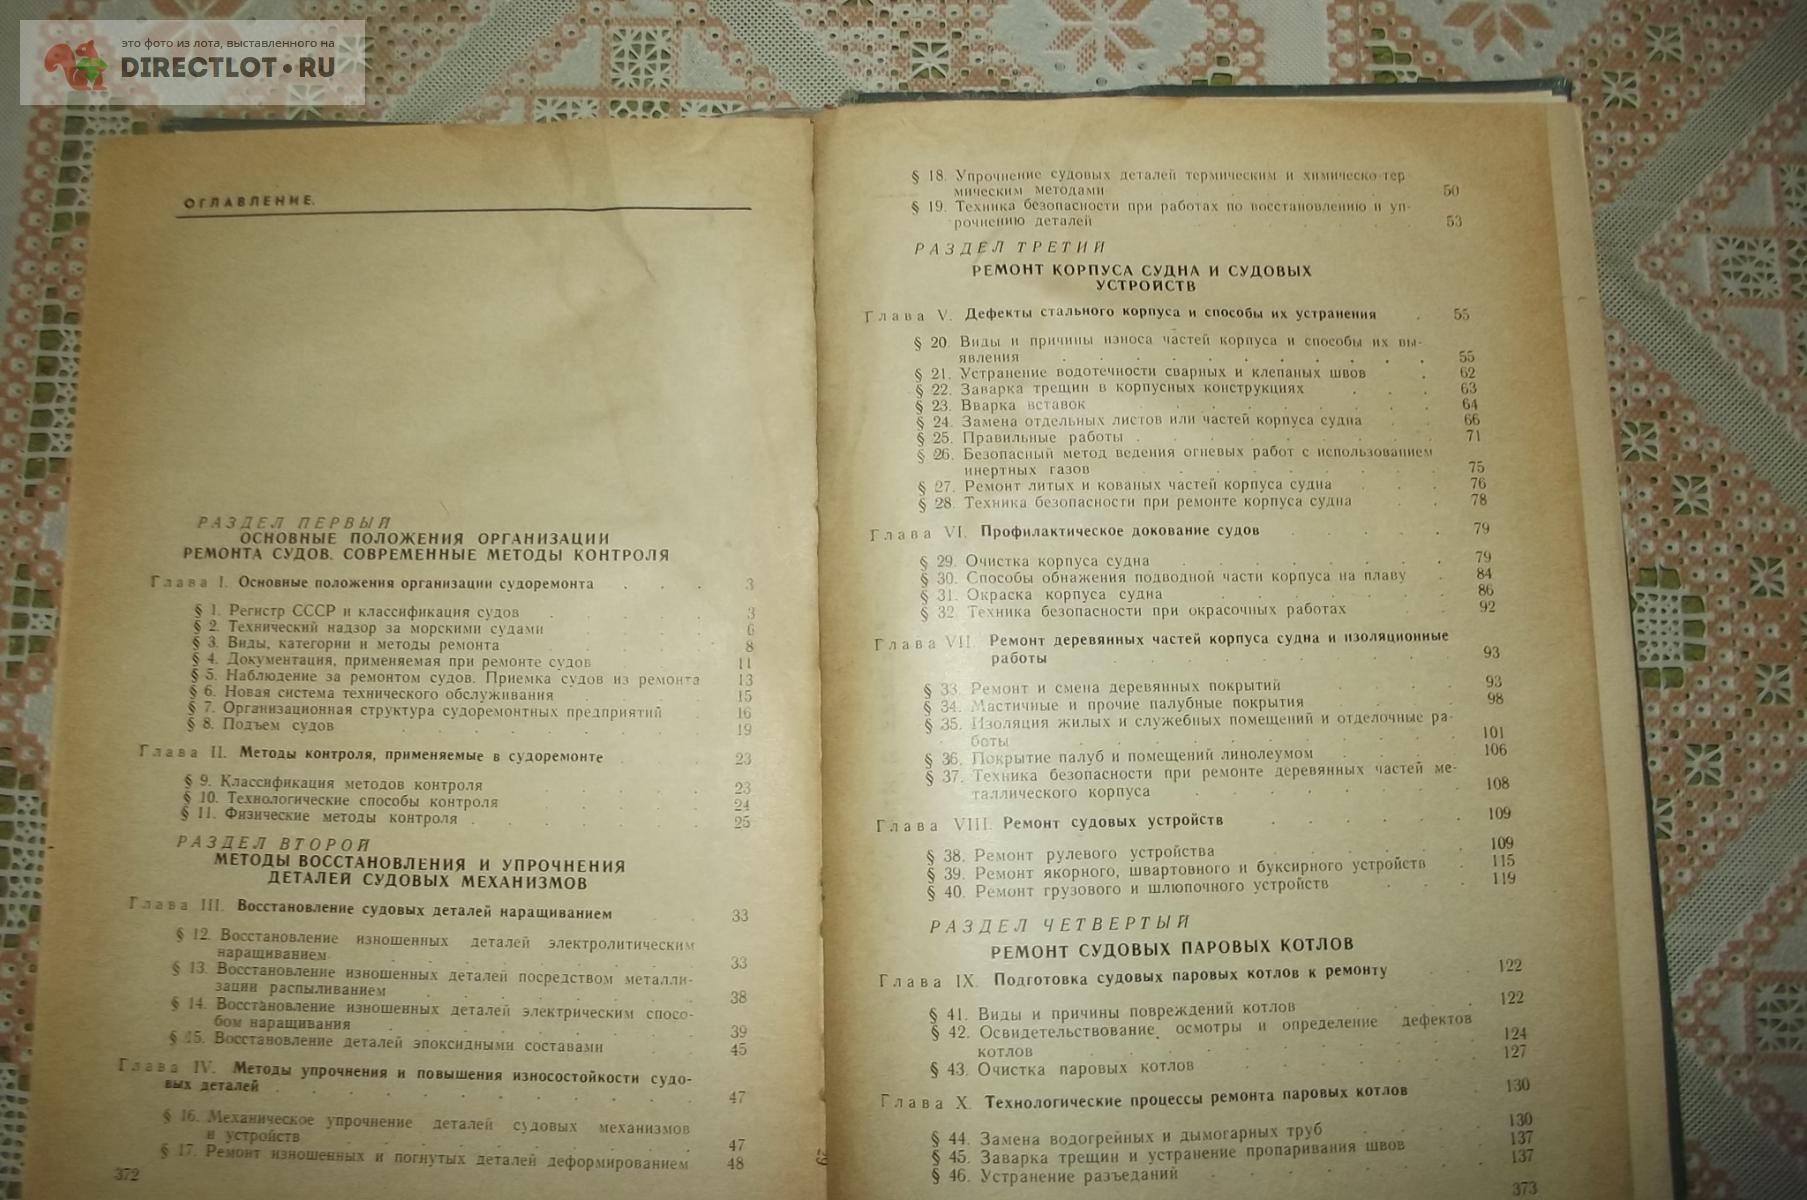 это фото из лота, выставленного на
DIRECTLOT.RU
ОГЛАВЛЕНИЕ.
РАЗДЕЛ ПЕРВЫЙ
ОСНОВНЫЕ ПОЛОЖЕНИЯ ОРГАНИЗАЦИИ
РЕМОНТА СУДОВ. СОВРЕМЕННЫЕ МЕТОДЫ КОНТРОЛЯ
Глава I. Основные положения организации судоремонта . . . 3
§ 1. Регистр СССР и классификация судов 3
§ 2. Технический надзор за морскими судами 6
§ 3. Виды, категории и методы ремонта 8
§ 4. Документация, применяемая при ремонте судов 11
§ 5. Наблюдение за ремонтом судов. Приемка судов из ремонта 13
§ 6. Новая система технического обслуживания 15
§ 7. Организационная структура судоремонтных предприятий 16
§ 8. Подъем судов 19
Глава II. Методы контроля, применяемые в судоремонте 23
§ 9. Классификация методов контроля 23
§ 10. Технологические способы контроля 24
§ 11. Физические методы контроля 25
РАЗДЕЛ ВТОРОЙ
МЕТОДЫ ВОССТАНОВЛЕНИЯ И УПРОЧНЕНИЯ
ДЕТАЛЕЙ СУДОВЫХ МЕХАНИЗМОВ
Глава III. Восстановление судовых деталей наращиванием 33
§ 12. Восстановление изношенных деталей электролитическим
наращиванием 33
§ 13. Восстановление изношенных деталей посредством металли-
зации распыливанием 38
§ 14. Восстановление изношенных деталей электрическим спосо-
бом наращивания 39
§ 15. Восстановление деталей эпоксидными составами 45
Глава IV. Методы упрочнения и повышения износостойкости судо-
вых деталей 47
§ 16. Механическое упрочнение деталей судовых механизмов
и устройств 47
§ 17. Ремонт изношенных и погнутых деталей деформированием 48
372
§ 18. Упрочнение судовых деталей термическим и химическо-тер
мическим методами 50
§ 19. Техника безопасности при работах по восстановлению и уп-
рочнению деталей 53
РАЗДЕЛ ТРЕТИЙ
РЕМОНТ КОРПУСА СУДНА И СУДОВЫХ
УСТРОЙСТВ
Глава V. Дефекты стального корпуса и способы их устранения 55
§ 20. Виды и причины износа частей корпуса и способы их вы-
явления 55
§ 21. Устранение водотечности сварных и клепаных швов 62
§ 22. Заварка трещин в корпусных конструкциях 63
§ 23. Вварка вставок 64
§ 24. Замена отдельных листов или частей корпуса судна 66
§ 25. Правильные работы 71
§ 26. Безопасный метод ведения огневых работ с использованием
инертных газов 75
§ 27. Ремонт литых и кованых частей корпуса судна 76
§ 28. Техника безопасности при ремонте корпуса судна 78
Глава VI. Профилактическое докование судов 79
§ 29. Очистка корпуса судна 79
§ 30. Способы обнажения подводной части корпуса на плаву 84
§ 31. Окраска корпуса судна 86
§ 32. Техника безопасности при окрасочных работах 92
Глава VII. Ремонт деревянных частей корпуса судна и изоляционные
работы 93
§ 33. Ремонт и смена деревянных покрытий 93
§ 34. Мастичные и прочие палубные покрытия 98
§ 35. Изоляция жилых и служебных помещений и отделочные ра-
боты 101
§ 36. Покрытие палуб и помещений линолеумом 106
§ 37. Техника безопасности при ремонте деревянных частей ме-
таллического корпуса 108
Глава VIII. Ремонт судовых устройств 109
§ 38. Ремонт рулевого устройства 109
§ 39. Ремонт якорного, швартовного и буксирного устройств 115
§ 40. Ремонт грузового и шлюпочного устройств 119
РАЗДЕЛ ЧЕТВЕРТЫЙ
РЕМОНТ СУДОВЫХ ПАРОВЫХ КОТЛОВ
Глава IX. Подготовка судовых паровых котлов к ремонту 122
§ 41. Виды и причины повреждений котлов 122
§ 42. Освидетельствование, осмотры и определение дефектов
котлов 124
§ 43. Очистка паровых котлов 127
Глава X. Технологические процессы ремонта паровых котлов 130
§ 44. Замена водогрейных и дымогарных труб 130
§ 45. Заварка трещин и устранение пропаривания швов 137
§ 46. Устранение разъеданий 137
373